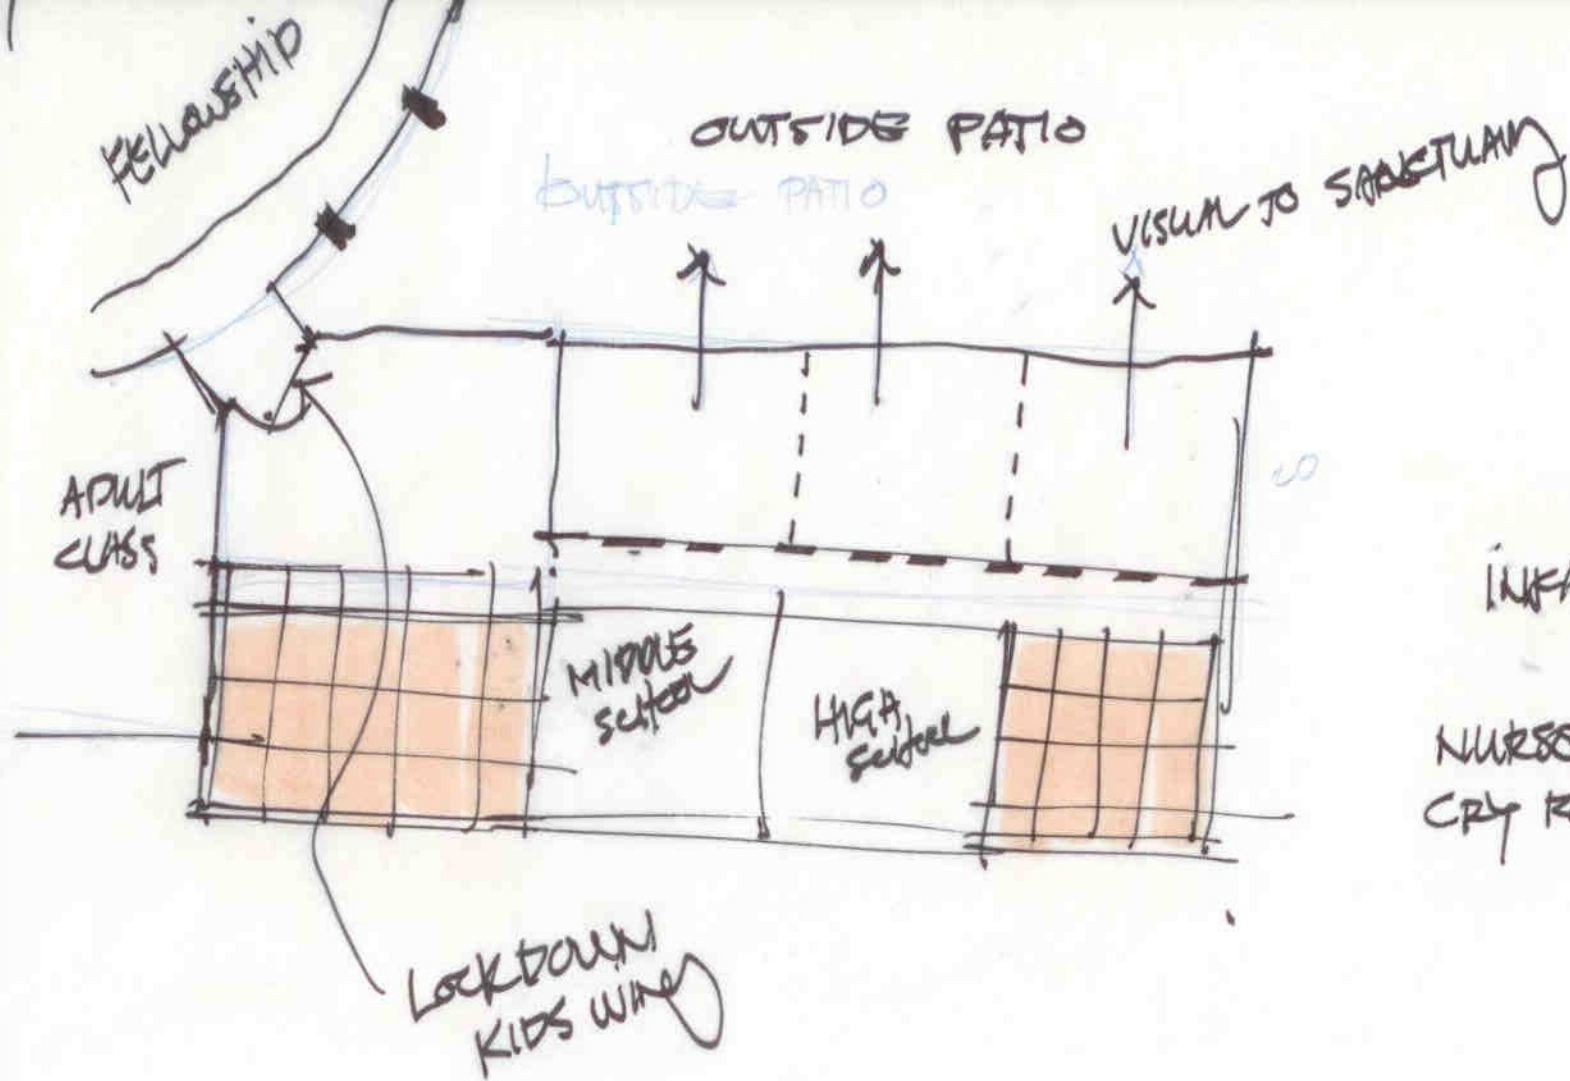 FELLOWSHIP
OUTSIDE PATIO
OUTSIDE PATIO
VISUAL TO SANCTUARY
ADULT
CLASS
MIDDLE
SCHOOL
HIGH
SCHOOL
NURSE
CRY R
LOCKDOWN
KIDS WING